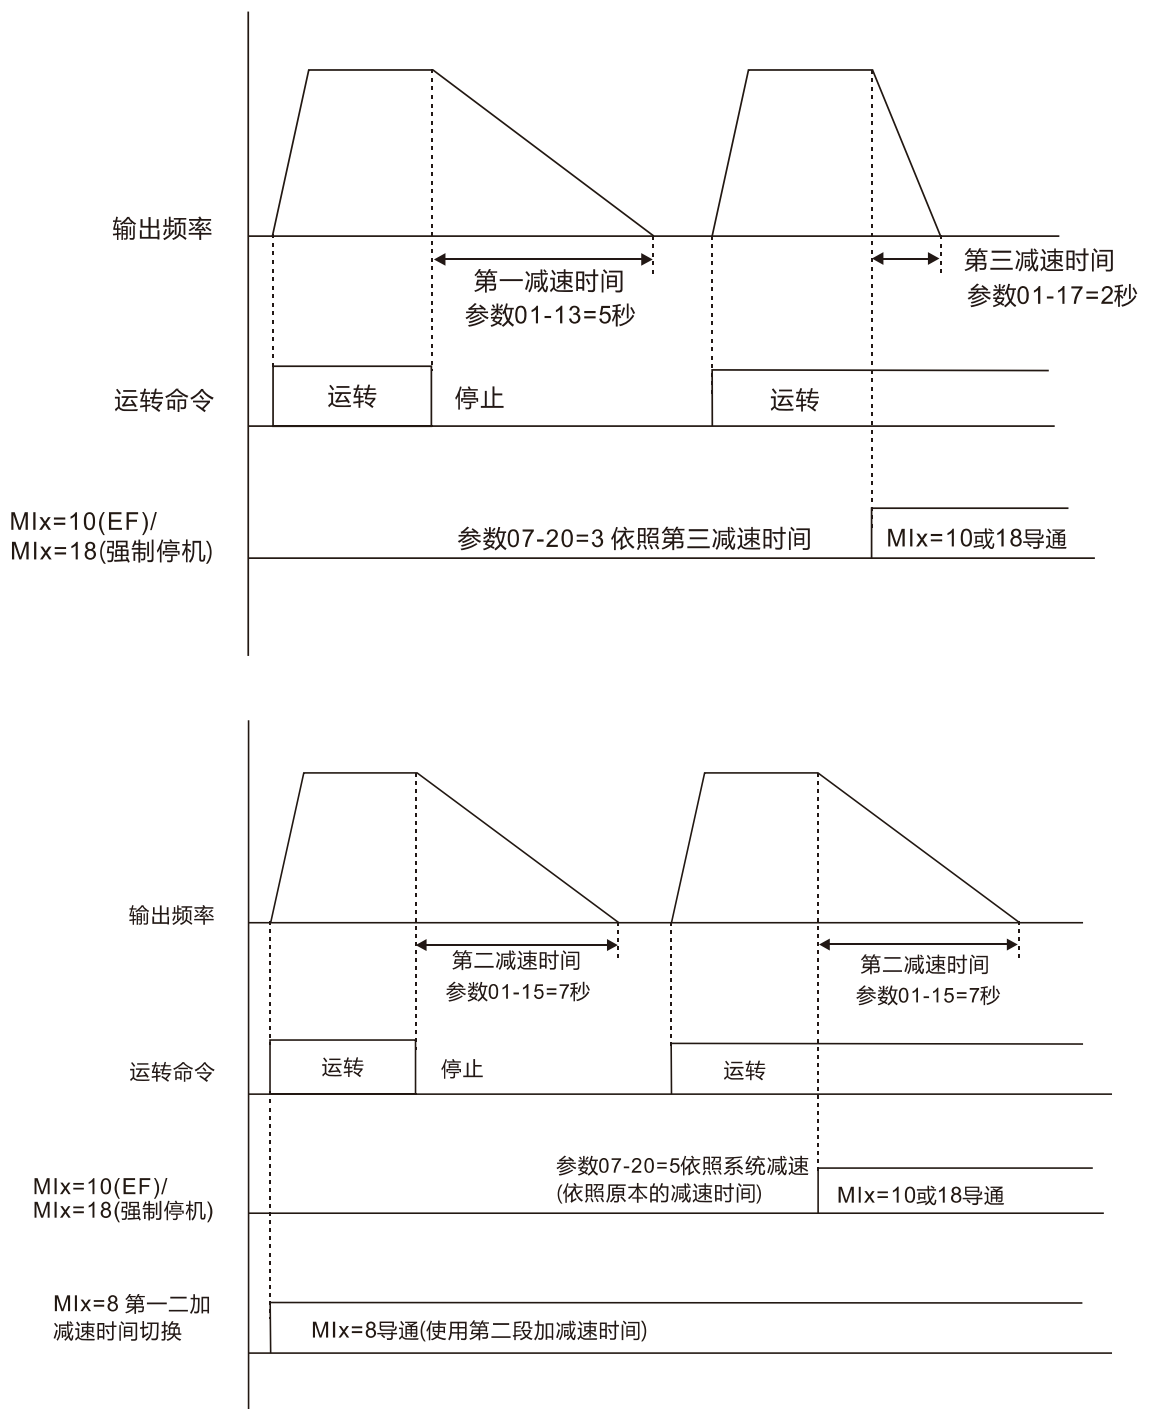 输出频率
第一减速时间
参数01-13=5秒
第三减速时间
参数01-17=2秒
运转命令
运转
停止
运转
MIx=10(EF)/
MIx=18(强制停机)
参数07-20=3 依照第三减速时间
MIx=10或18导通
输出频率
第二减速时间
参数01-15=7秒
第二减速时间
参数01-15=7秒
运转命令
运转
停止
运转
MIx=10(EF)/
MIx=18(强制停机)
参数07-20=5依照系统减速
(依照原本的减速时间)
MIx=10或18导通
MIx=8 第一二加
减速时间切换
MIx=8导通(使用第二段加减速时间)